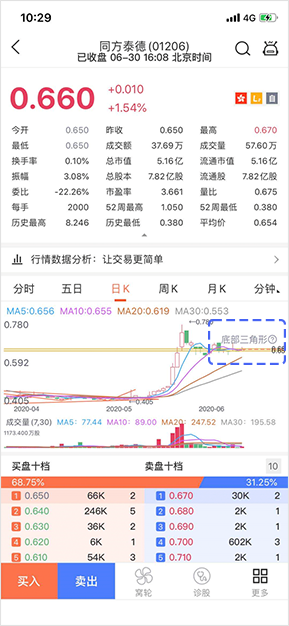 10:29 4G
同方泰德(01206)
已收盘 06-30 16:08 北京时间
0.660 +0.010
+1.54%
今开 0.650 昨收 0.650 最高 0.670
最低 0.650 成交额 37.69万 成交量 57.60万
换手率 0.10% 总市值 5.16亿 流通市值 5.16亿
振幅 3.08% 总股本 7.82亿股 流通股 7.82亿股
委比 -22.26% 市盈率 3.661 量比 0.675
每手 2000 52周最高 1.050 52周最低 0.380
历史最高 8.246 历史最低 0.380 平均价 0.654
行情数据分析：让交易更简单
分时 五日 日K 周K 月K 分钟
MA5:0.656 MA10:0.655 MA20:0.619 MA30:0.553
0.780 0.780
底部三角形
0.65
0.592
0.405 0.405
2020-04 2020-05 2020-06
成交量(7,30) MA5: 77.44 MA10: 89.00 MA20: 247.52 MA30: 195.58
1173.400万股
买盘十档 卖盘十档 10
68.75% 31.25%
1 0.650 66K 2 1 0.670 30K 2
2 0.640 246K 5 2 0.680 2K 1
3 0.630 36K 2 3 0.690 2K 1
4 0.620 6K 1 4 0.700 602K 3
5 0.610 54K 3 5 0.710 2K 1
买入 卖出 窝轮 诊股 更多